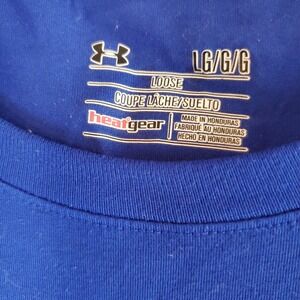 LG/G/G
LOOSE
COUPE LÂCHE/SUELTO
heatgear
MADE IN HONDURAS
FABRIQUÉ AU HONDURAS
HECHO EN HONDURAS